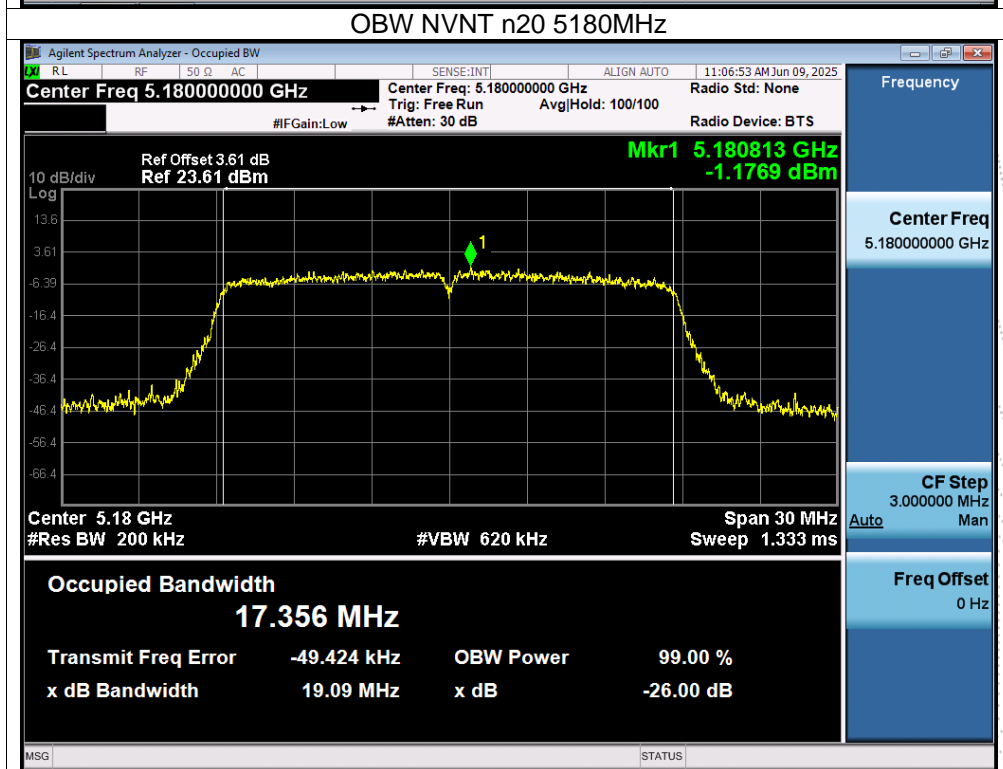 OBW NVNT n20 5180MHz
Agilent Spectrum Analyzer - Occupied BW
LXI RL RF 50 Ω AC SENSE:INT ALIGN AUTO 11:06:53 AM Jun 09, 2025
Center Freq 5.180000000 GHz
Center Freq: 5.180000000 GHz
Radio Std: None
Trig: Free Run Avg|Hold: 100/100
#IFGain:Low
#Atten: 30 dB
Radio Device: BTS
Ref Offset 3.61 dB
10 dB/div Ref 23.61 dBm
Mkr1 5.180813 GHz
-1.1769 dBm
Log
13.6
3.61
-6.39
-16.4
-26.4
-36.4
-46.4
-56.4
-66.4
1
Center 5.18 GHz Span 30 MHz
#Res BW 200 kHz #VBW 620 kHz Sweep 1.333 ms
Occupied Bandwidth
17.356 MHz
Transmit Freq Error -49.424 kHz OBW Power 99.00 %
x dB Bandwidth 19.09 MHz x dB -26.00 dB
MSG STATUS
Frequency
Center Freq
5.180000000 GHz
CF Step
3.000000 MHz
Auto Man
Freq Offset
0 Hz